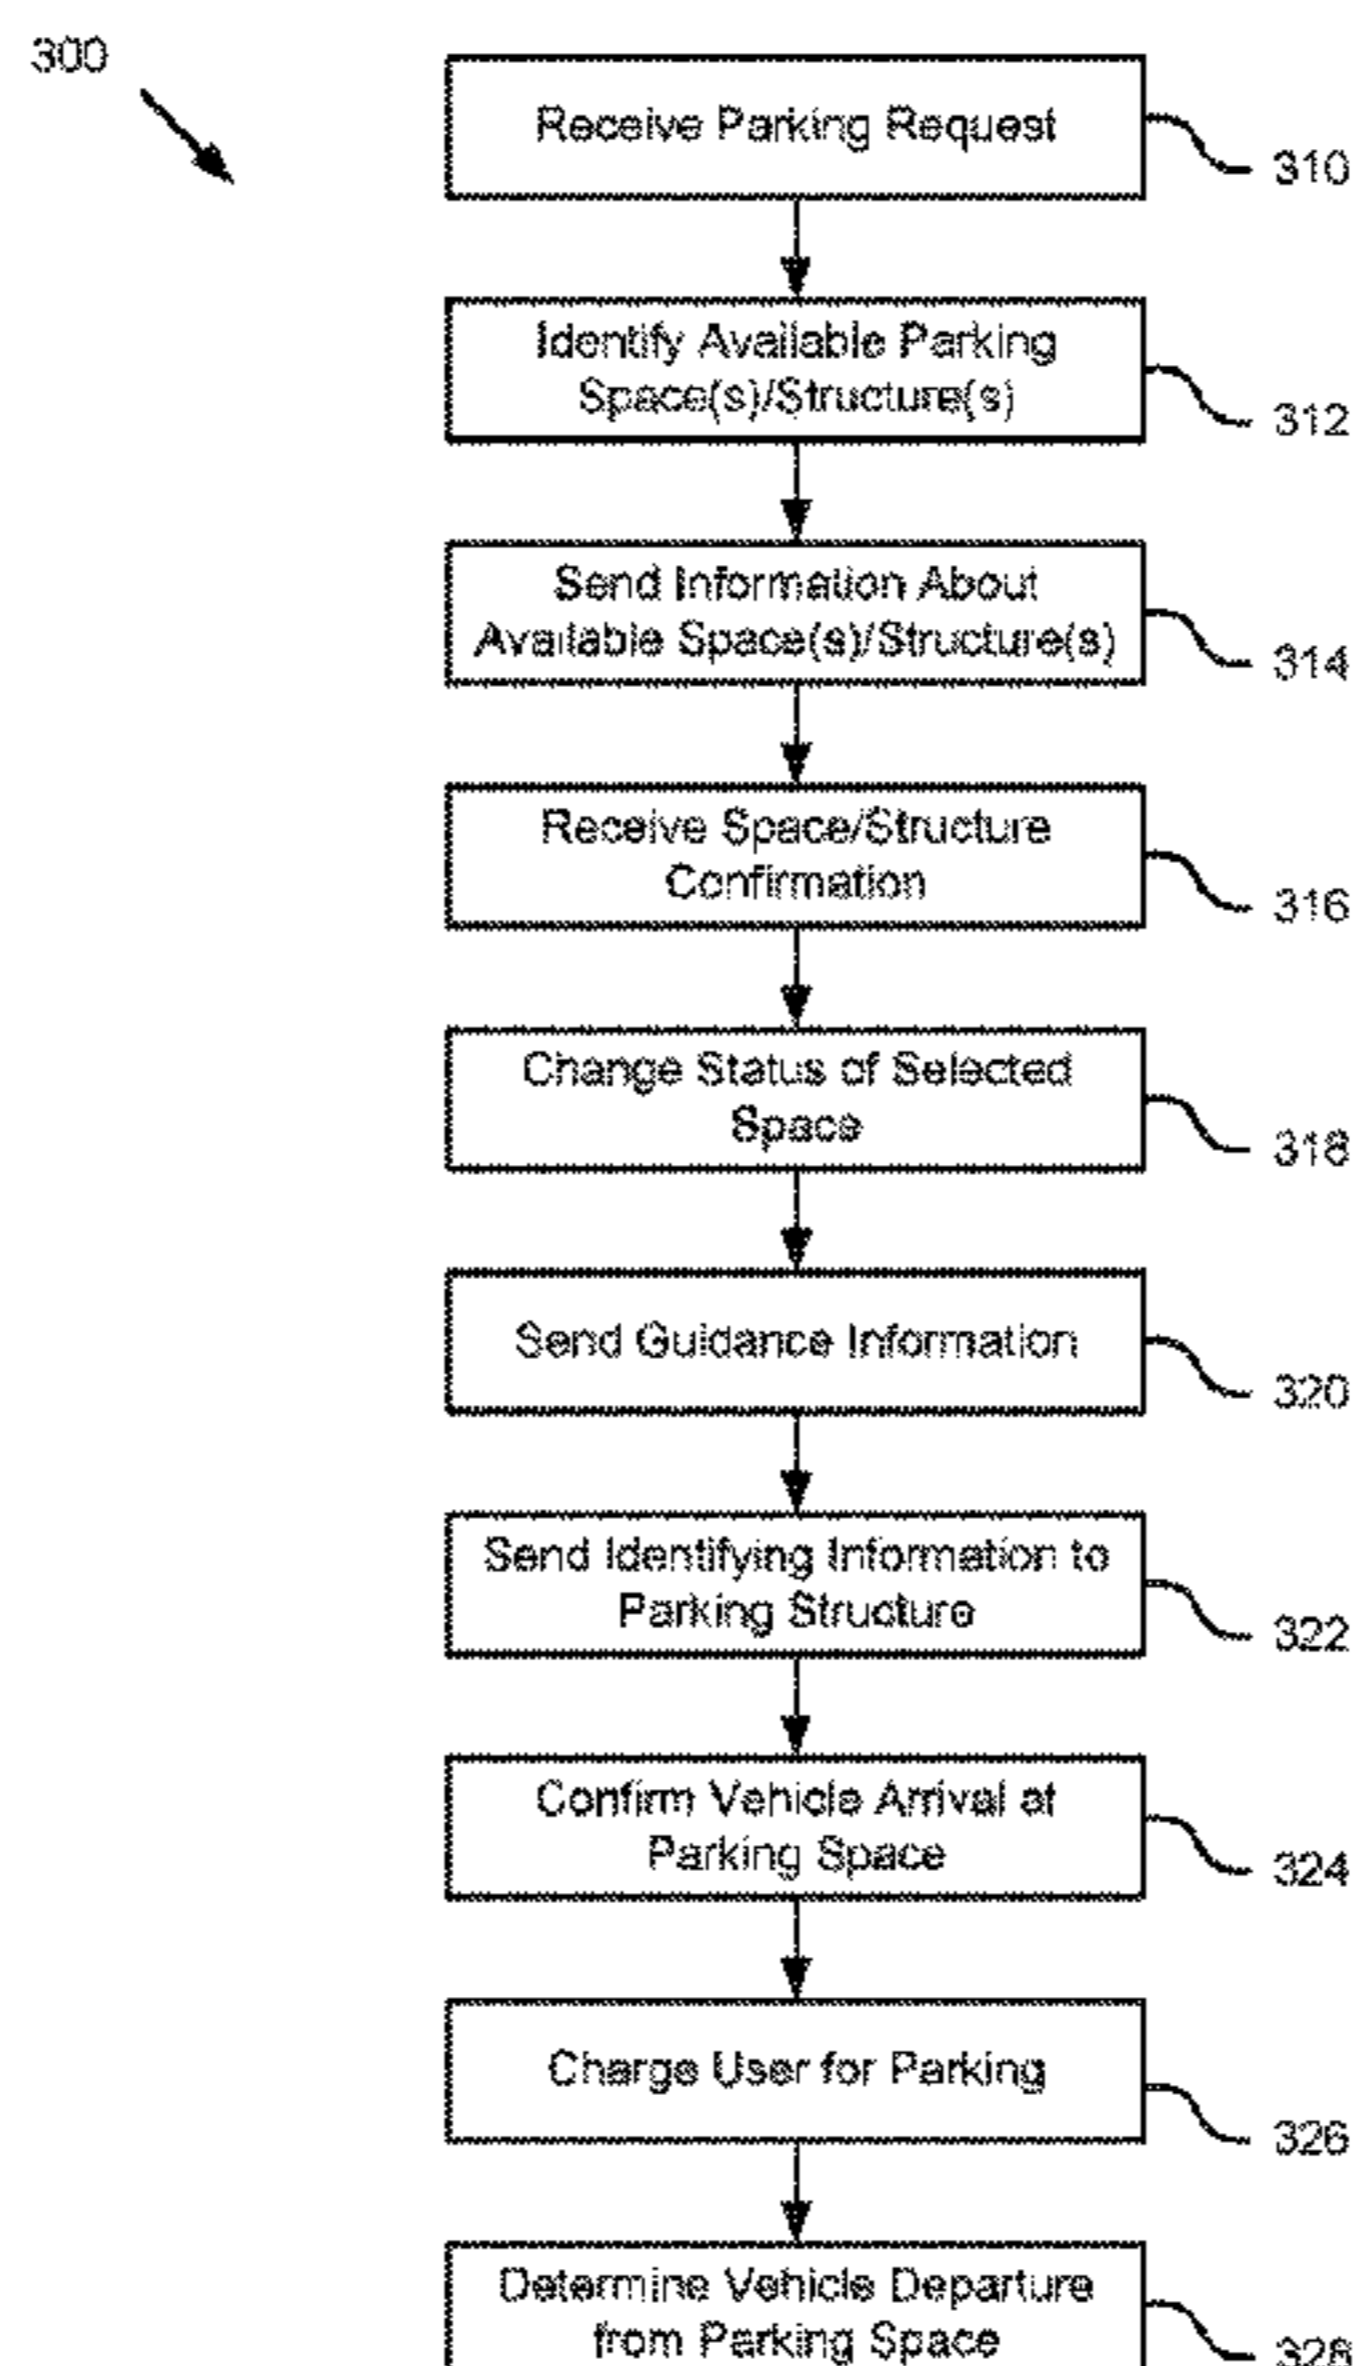 300
Receive Parking Request
310
Identify Available Parking
Space(s)/Structure(s)
312
Send Information About
Available Space(s)/Structure(s)
314
Receive Space/Structure
Confirmation
316
Change Status of Selected
Space
318
Send Guidance Information
320
Send Identifying Information to
Parking Structure
322
Confirm Vehicle Arrival at
Parking Space
324
Charge User for Parking
326
Determine Vehicle Departure
from Parking Space
328